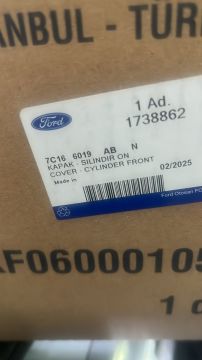 ANBUL - TÜR
Ford
1 Ad.
1738862
7C16 6019 AB N
KAPAK - SILINDIR ON
COVER - CYLINDER FRONT
02/2025
Made in
Ford Otosan
F06000105
1